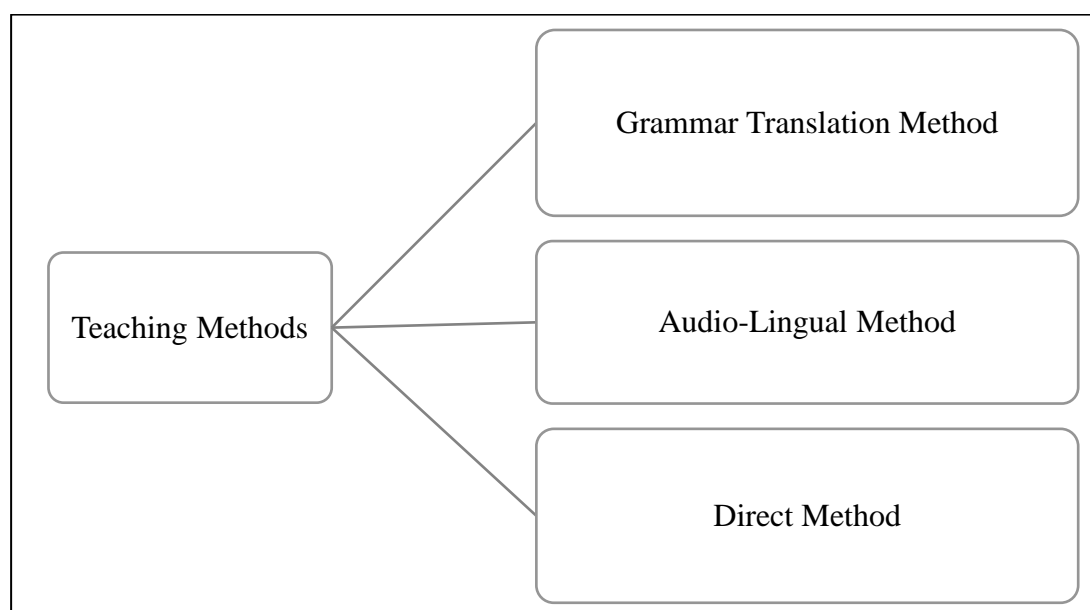 Teaching Methods
Grammar Translation Method
Audio-Lingual Method
Direct Method